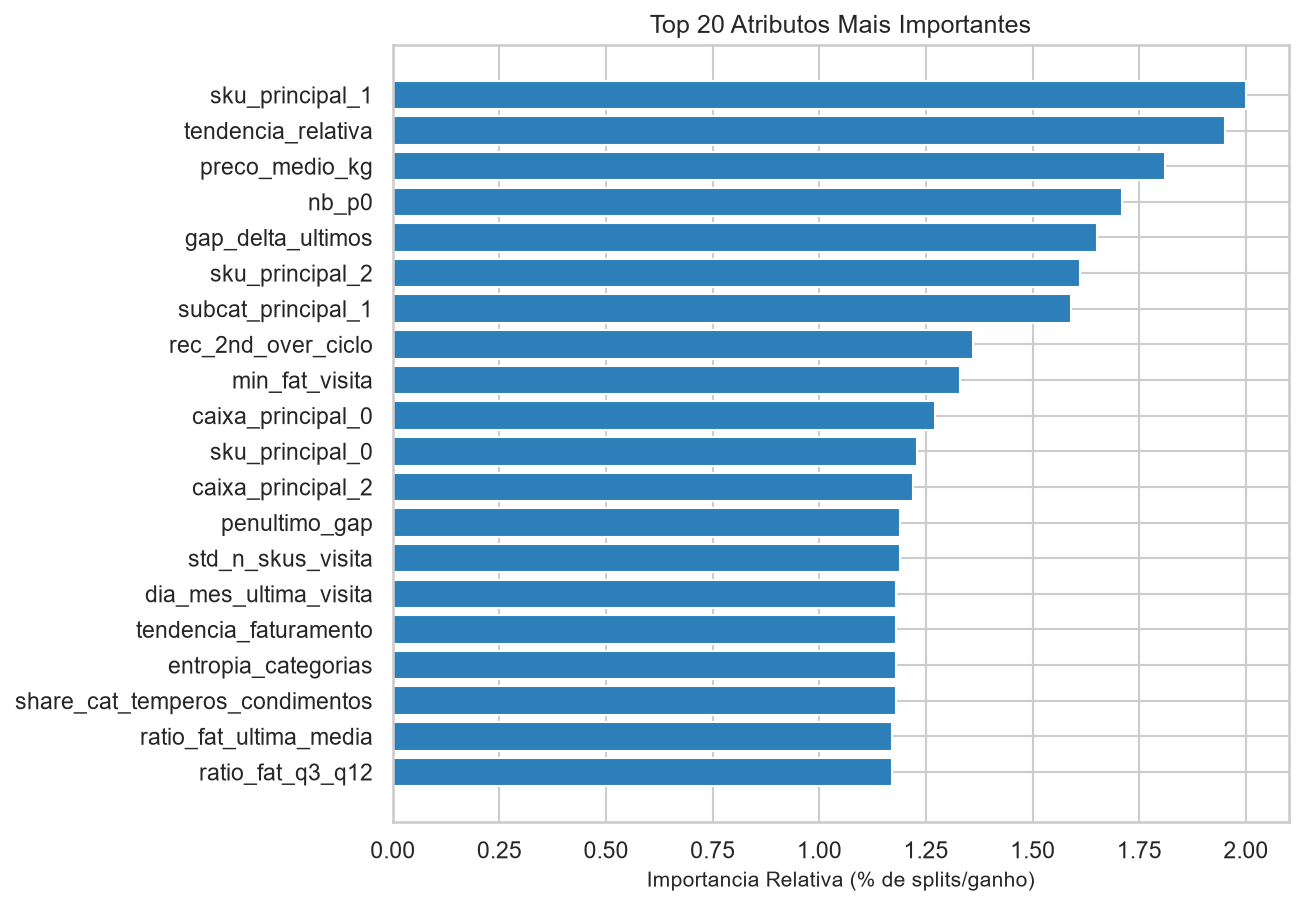 Top 20 Atributos Mais Importantes
sku_principal_1
tendencia_relativa
preco_medio_kg
nb_p0
gap_delta_ultimos
sku_principal_2
subcat_principal_1
rec_2nd_over_ciclo
min_fat_visita
caixa_principal_0
sku_principal_0
caixa_principal_2
penultimo_gap
std_n_skus_visita
dia_mes_ultima_visita
tendencia_faturamento
entropia_categorias
share_cat_temperos_condimentos
ratio_fat_ultima_media
ratio_fat_q3_q12
0.00 0.25 0.50 0.75 1.00 1.25 1.50 1.75 2.00
Importancia Relativa (% de splits/ganho)